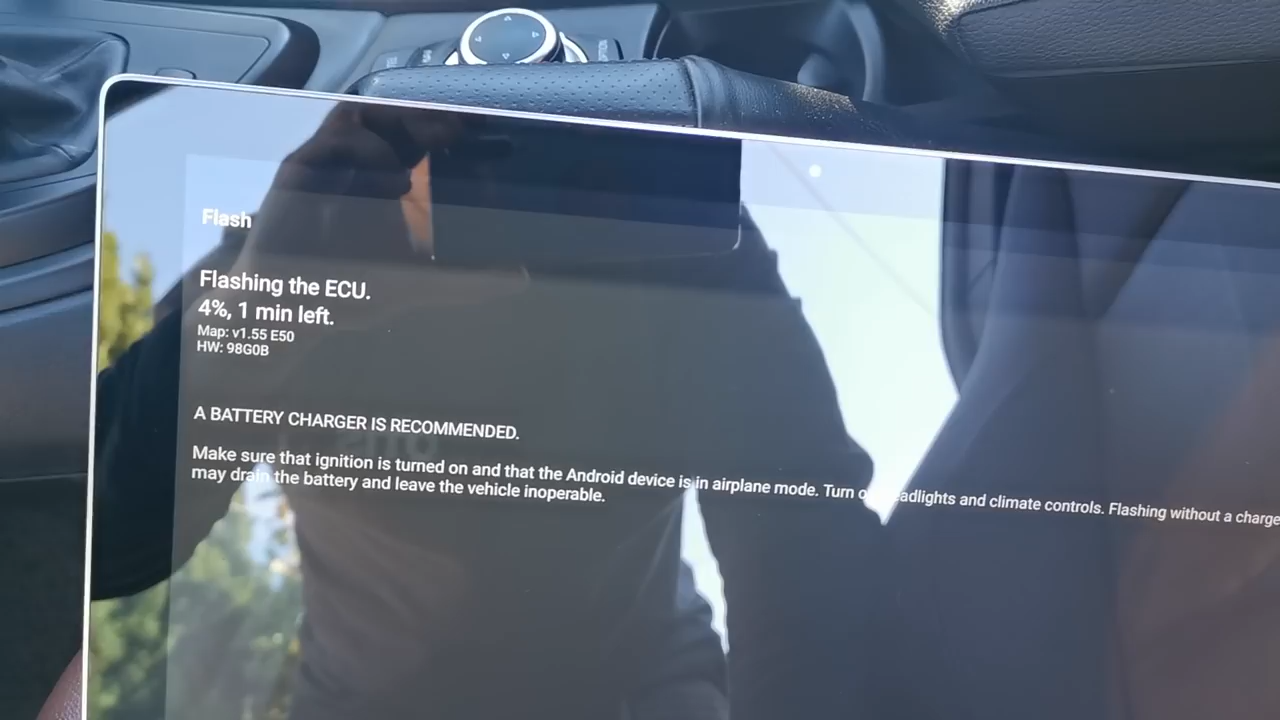 Flash
Flashing the ECU.
4%, 1 min left.
Map: v1.55 E50
HW: 98G0B
A BATTERY CHARGER IS RECOMMENDED.
Make sure that ignition is turned on and that the Android device is in airplane mode. Turn headlights and climate controls. Flashing without a charge
may drain the battery and leave the vehicle inoperable.